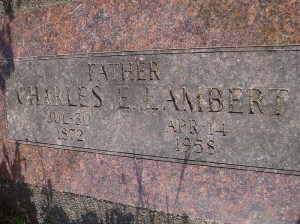 FATHER
CHARLES E. LAMBERT
JUL·30 APR·14
1872 1958